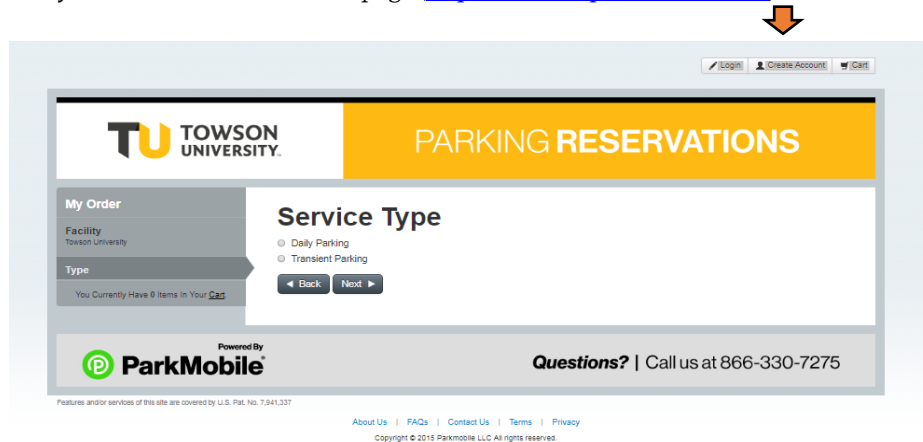 Login Create Account Cart
TU TOWSON
UNIVERSITY.
PARKING RESERVATIONS
My Order
Facility
Towson University
Type
You Currently Have 0 Items in Your Cart.
Service Type
Daily Parking
Transient Parking
Back Next
Powered By
ParkMobile
Questions? | Call us at 866-330-7275
Features and/or services of this site are covered by U.S. Pat. No. 7,941,337
About Us | FAQs | Contact Us | Terms | Privacy
Copyright © 2015 Parkmobile LLC All rights reserved.